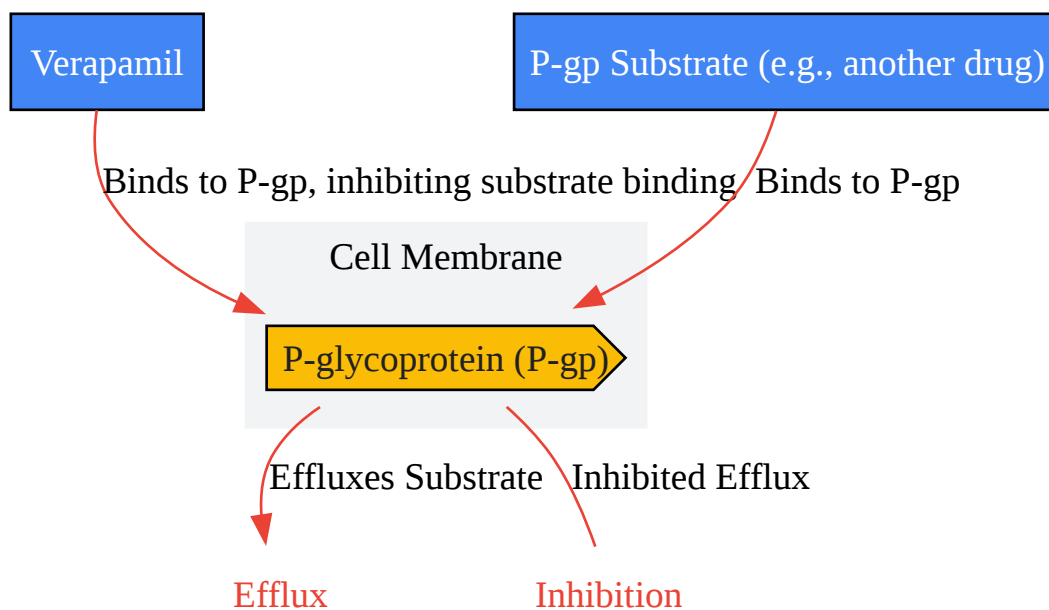 Verapamil
P-gp Substrate (e.g., another drug)
Binds to P-gp, inhibiting substrate binding
Binds to P-gp
Cell Membrane
P-glycoprotein (P-gp)
Effluxes Substrate
Inhibited Efflux
Efflux
Inhibition